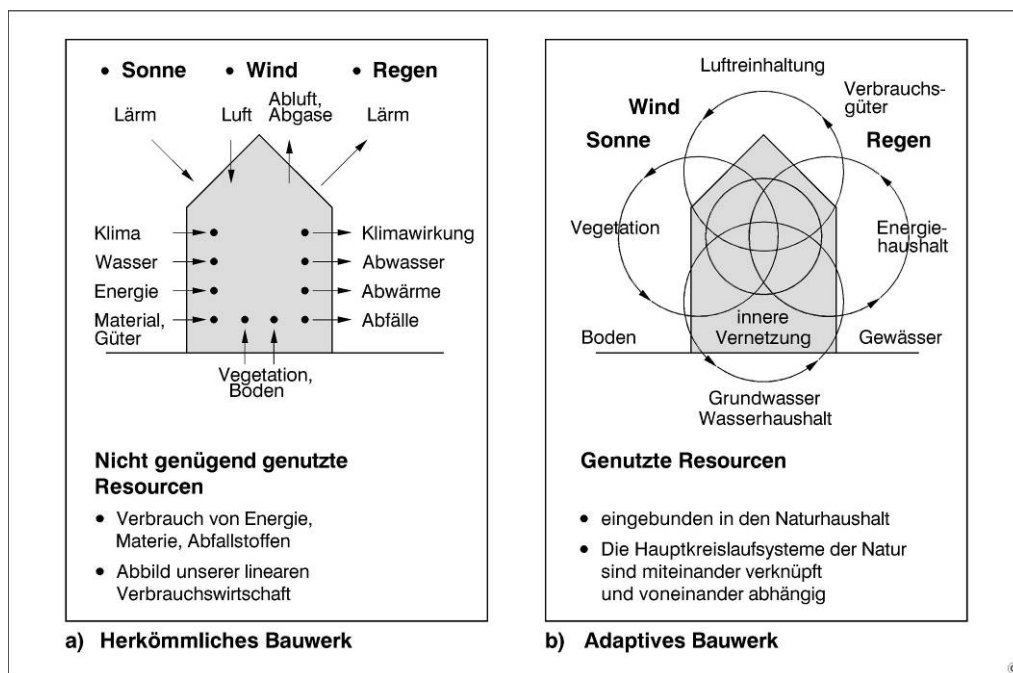 • Sonne • Wind • Regen
Lärm
Luft
Abluft,
Abgase
Lärm
Klima
Wasser
Energie
Material,
Güter
Klimawirkung
Abwasser
Abwärme
Abfälle
Vegetation,
Boden
Nicht genügend genutzte
Resourcen
• Verbrauch von Energie,
Materie, Abfallstoffen
• Abbild unserer linearen
Verbrauchswirtschaft
a) Herkömmliches Bauwerk
Luftreinhaltung
Verbrauchs-
güter
Wind
Sonne
Regen
Vegetation
Energie-
haushalt
innere
Vernetzung
Boden
Gewässer
Grundwasser
Wasserhaushalt
Genutzte Resourcen
• eingebunden in den Naturhaushalt
• Die Hauptkreislaufsysteme der Natur
sind miteinander verknüpft
und voneinander abhängig
b) Adaptives Bauwerk